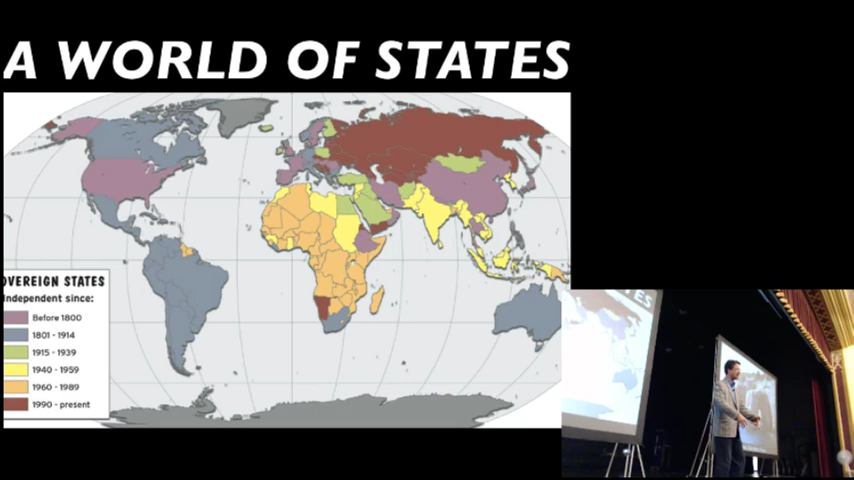 A WORLD OF STATES
OVEREIGN STATES
Independent since:
Before 1800
1801 - 1914
1915 - 1939
1940 - 1959
1960 - 1989
1990 - present